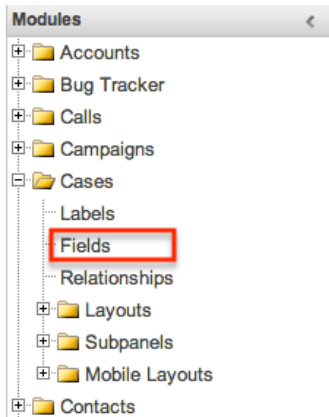 Modules
Accounts
Bug Tracker
Calls
Campaigns
Cases
Labels
Fields
Relationships
Layouts
Subpanels
Mobile Layouts
Contacts